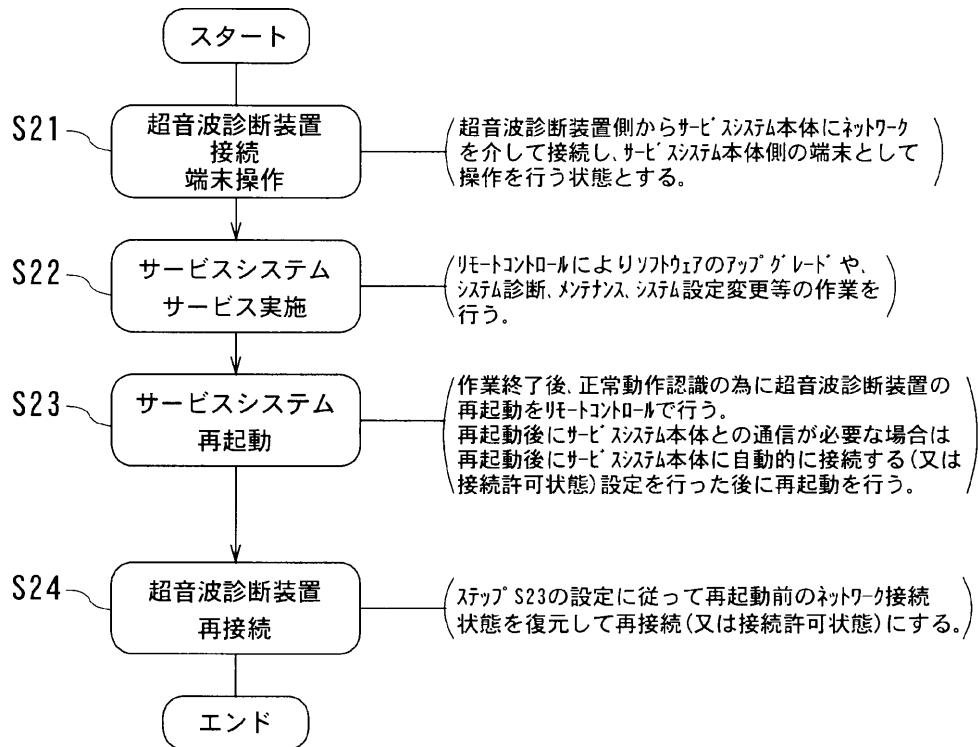 スタート
S21
超音波診断装置
接続
端末操作
超音波診断装置側からｻｰﾋﾞｽｼｽﾃﾑ本体にﾈｯﾄﾜｰｸ
を介して接続し、ｻｰﾋﾞｽｼｽﾃﾑ本体側の端末として
操作を行う状態とする。
S22
サービスシステム
サービス実施
ﾘﾓｰﾄｺﾝﾄﾛｰﾙによりｿﾌﾄｳｪｱのｱｯﾌﾟｸﾞﾚｰﾄﾞや、
ｼｽﾃﾑ診断、ﾒﾝﾃﾅﾝｽ、ｼｽﾃﾑ設定変更等の作業を
行う。
S23
サービスシステム
再起動
作業終了後、正常動作認識の為に超音波診断装置の
再起動をﾘﾓｰﾄｺﾝﾄﾛｰﾙで行う。
再起動後にｻｰﾋﾞｽｼｽﾃﾑ本体との通信が必要な場合は
再起動後にｻｰﾋﾞｽｼｽﾃﾑ本体に自動的に接続する(又は
接続許可状態)設定を行った後に再起動を行う。
S24
超音波診断装置
再接続
ｽﾃｯﾌﾟS23の設定に従って再起動前のﾈｯﾄﾜｰｸ接続
状態を復元して再接続(又は接続許可状態)にする。
エンド